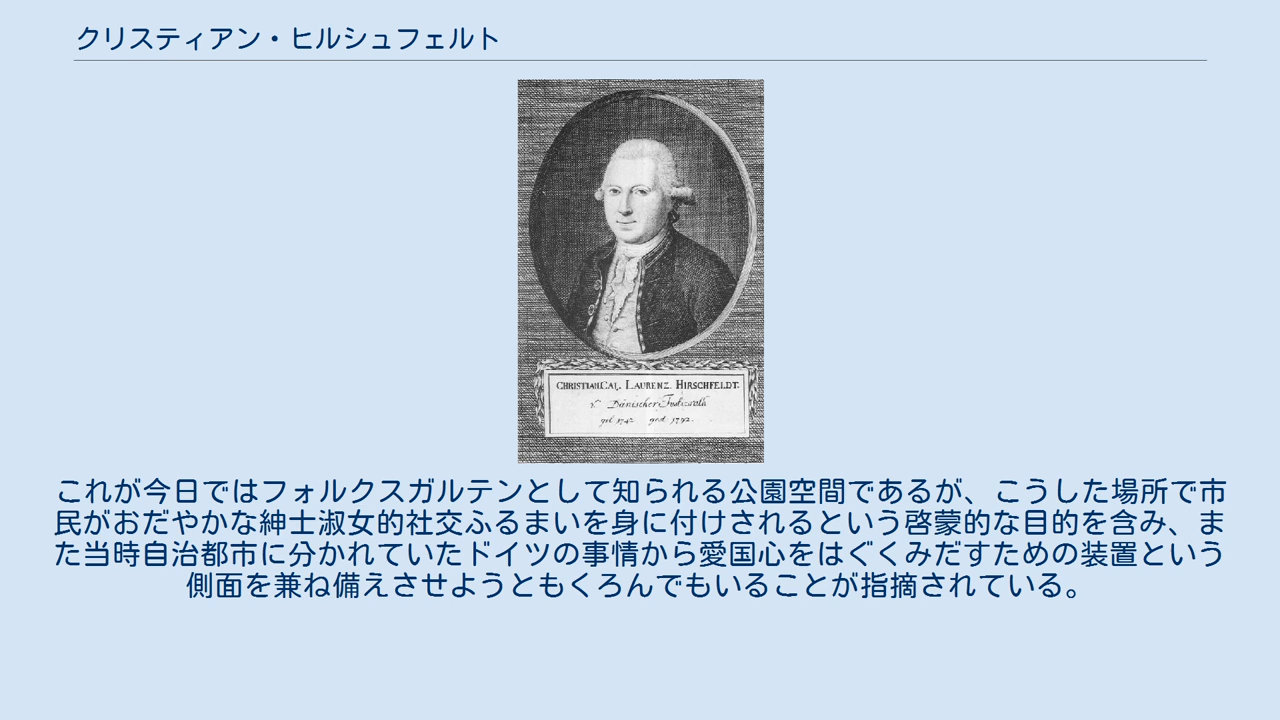 クリスティアン・ヒルシュフェルト
CHRISTIAN CAJ. LAURENZ HIRSCHFELDT.
Dänischer Justizrath
geb 1742 gest 1792.
これが今日ではフォルクスガルテンとして知られる公園空間であるが、こうした場所で市
民がおだやかな紳士淑女的社交ふるまいを身に付けされるという啓蒙的な目的を含み、ま
た当時自治都市に分かれていたドイツの事情から愛国心をはぐくみだすための装置という
側面を兼ね備えさせようともくろんでもいることが指摘されている。